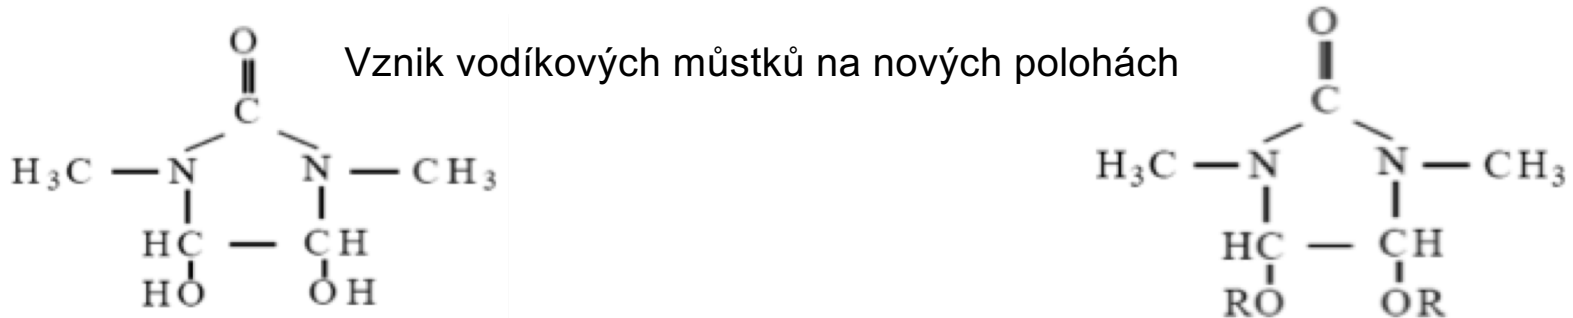 Vznik vodíkových můstků na nových polohách
O
C
H₃C — N N — CH₃
HC — CH
HO OH
O
C
H₃C — N N — CH₃
HC — CH
RO OR